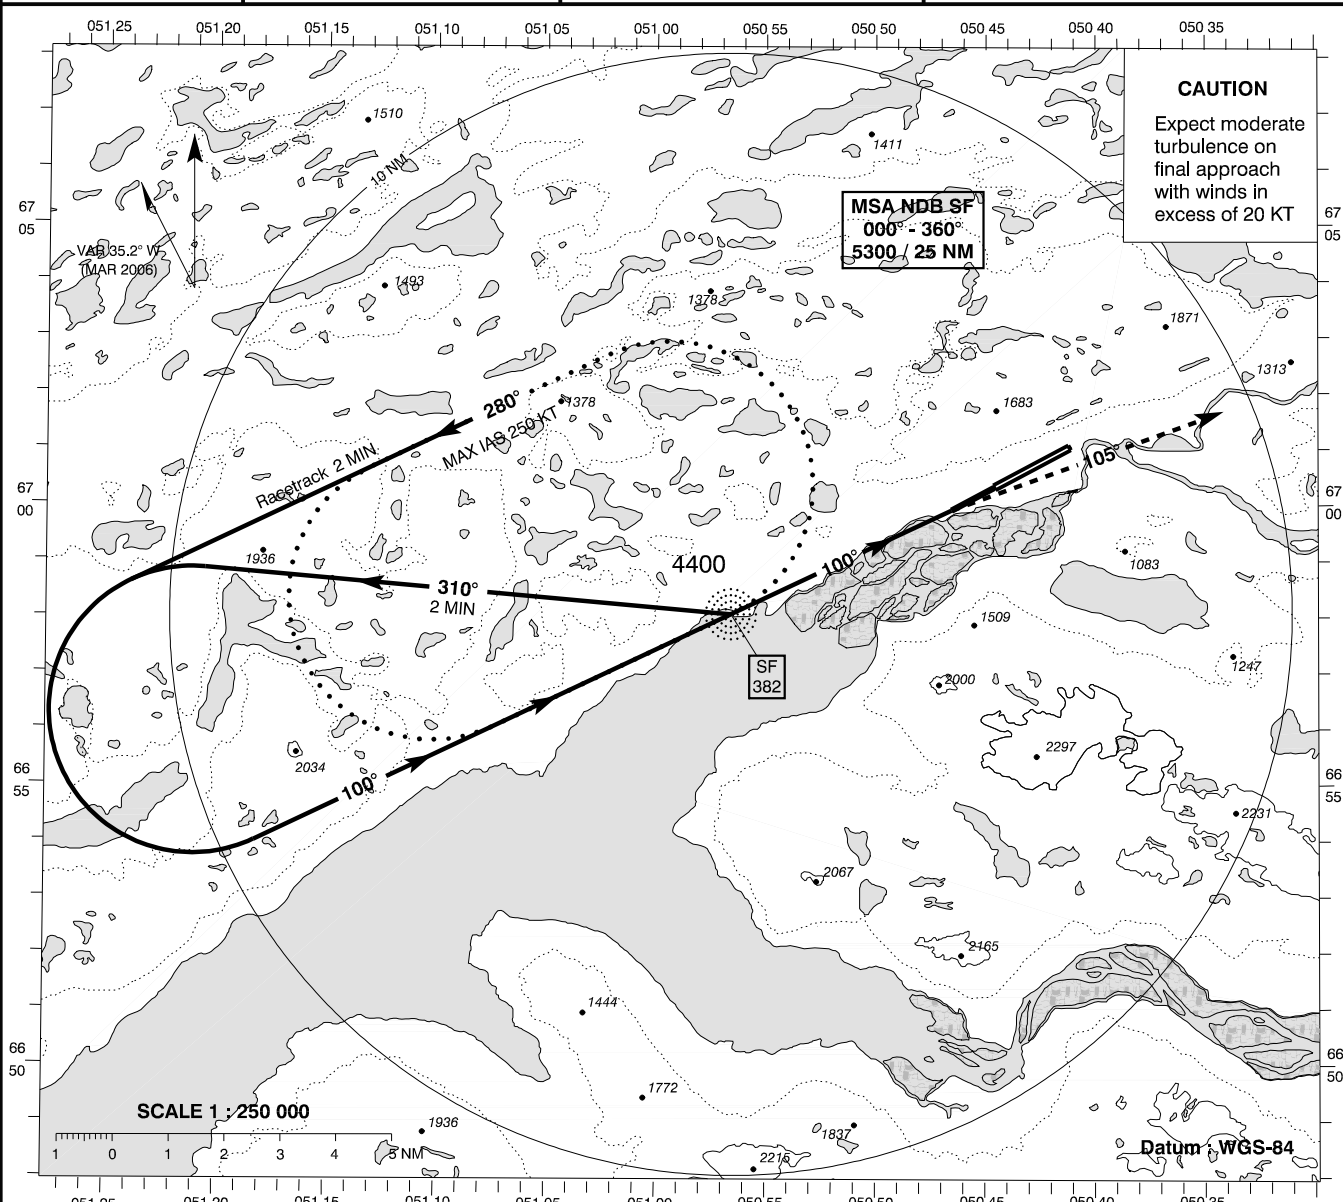 051.25 051.20 051.15 051.10 051.05 051.00 050 55 050 50 050 45 050 40 050 35
CAUTION
Expect moderate
turbulence on
final approach
with winds in
excess of 20 KT
1510
1411
10 NM
67
05
67
05
MSA NDB SF
000° - 360°
5300 / 25 NM
VAR 35.2° W
(MAR 2006)
1493
1378
1871
1313
280°
1378
1683
MAX IAS 250 KT
Racetrack 2 MIN
105°
67
00
67
00
1936
4400
100°
1083
310°
2 MIN
1509
SF
382
1247
2000
2297
2034
100°
66
55
66
55
2231
2067
2165
1444
66
50
66
50
1772
SCALE 1 : 250 000
1936
1837
1 0 1 2 3 4 5 NM
2215
Datum : WGS-84
051.25 051.20 051.15 051.10 051.05 051.00 050.55 050.50 050.45 050.40 050.35